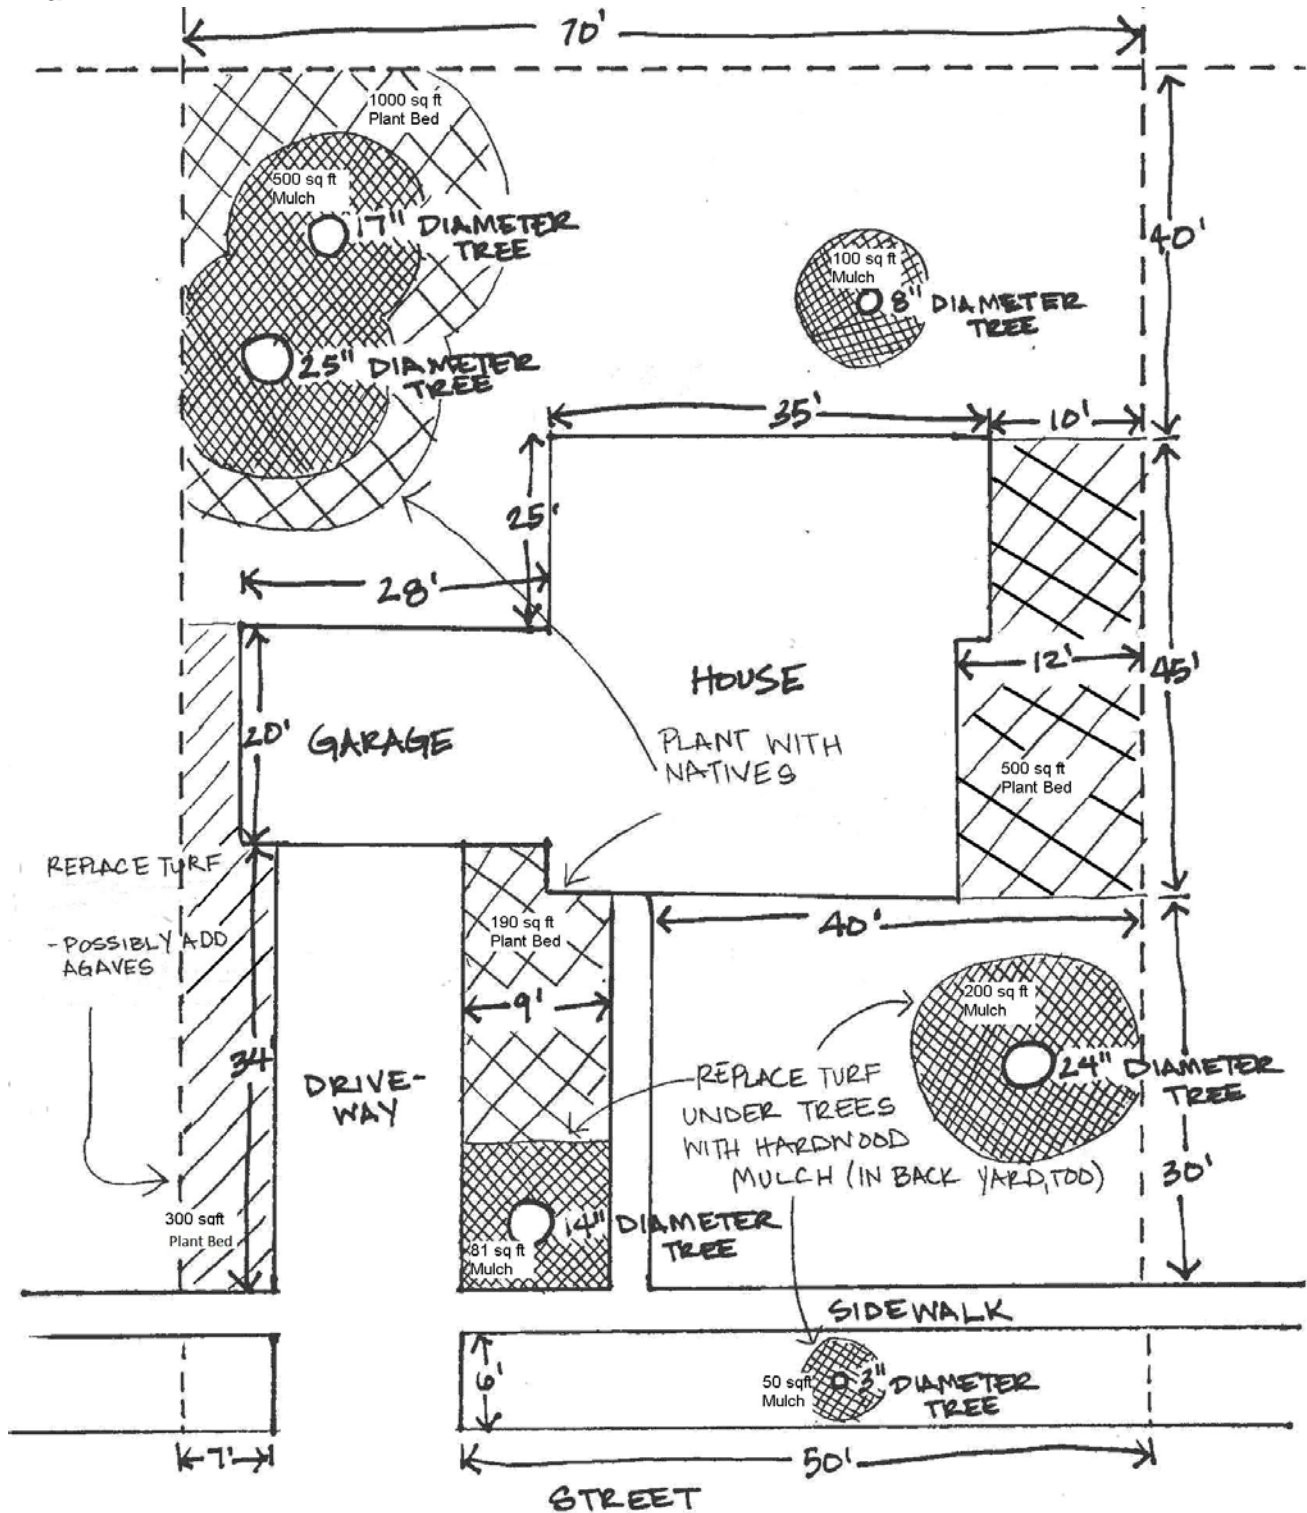 70'
1000 sq ft
Plant Bed
500 sq ft
Mulch
17" DIAMETER
TREE
40'
100 sq ft
Mulch
8" DIAMETER
TREE
25" DIAMETER
TREE
35'
10'
25'
28'
HOUSE
12'
45'
20'
GARAGE
PLANT WITH
NATIVES
500 sq ft
Plant Bed
REPLACE TURF
-POSSIBLY ADD
AGAVES
190 sq ft
Plant Bed
40'
9'
200 sq ft
Mulch
34'
DRIVE-
WAY
REPLACE TURF
UNDER TREES
WITH HARDWOOD
MULCH (IN BACK YARD, TOO)
24" DIAMETER
TREE
30'
300 sqft
Plant Bed
14" DIAMETER
TREE
81 sq ft
Mulch
SIDEWALK
6'
50 sqft
Mulch
3" DIAMETER
TREE
7'
50'
STREET